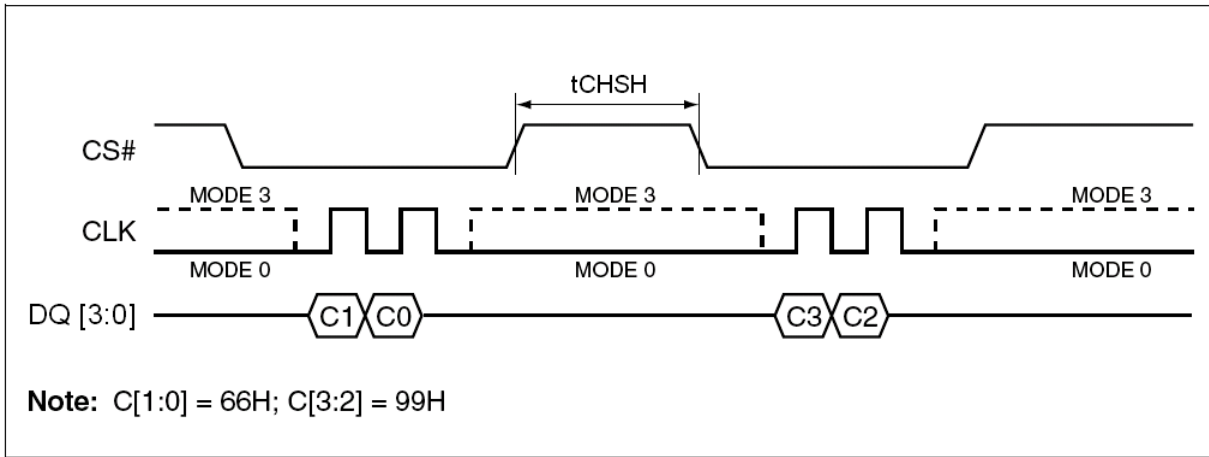 tCHSH
CS#
MODE 3 MODE 3 MODE 3
CLK
MODE 0 MODE 0 MODE 0
DQ [3:0] C1 C0 C3 C2
Note: C[1:0] = 66H; C[3:2] = 99H